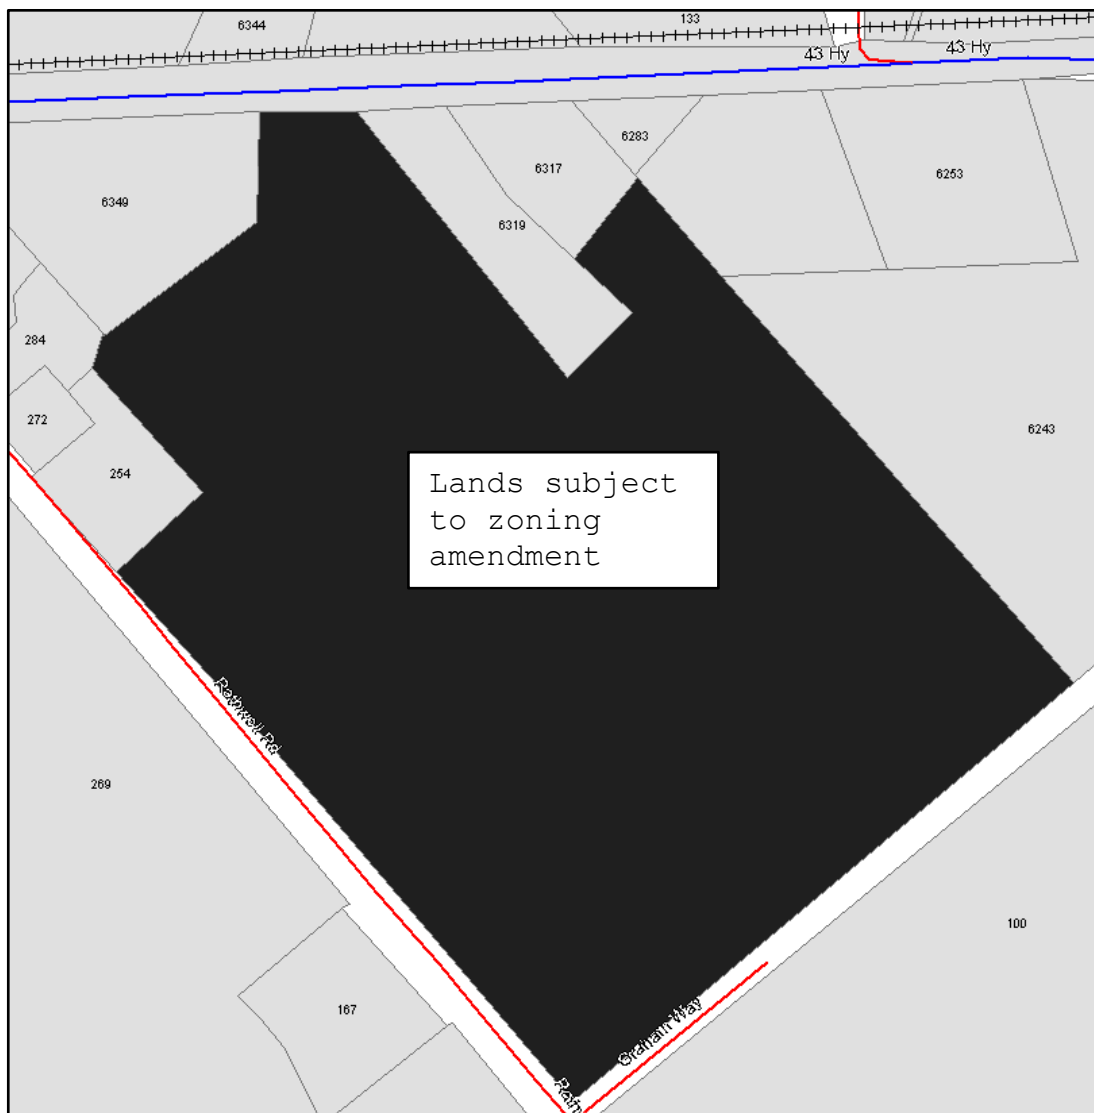 6344
133
43 Hy
43 Hy
6283
6317
6253
6349
6319
284
272
254
6243
Lands subject
to zoning
amendment
Rothwell Rd
269
100
167
Graham Way